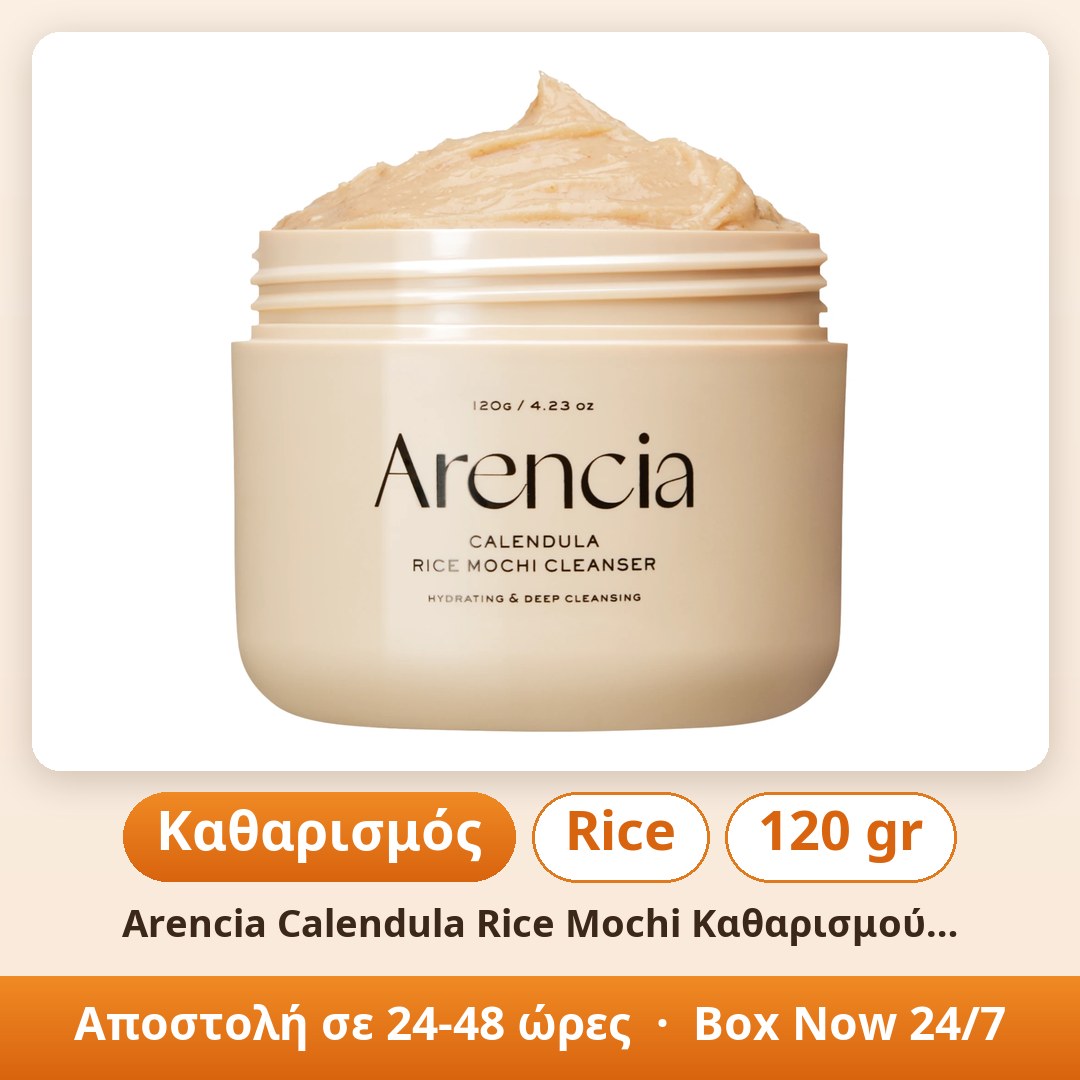 120G / 4.23 oz
Arencia
CALENDULA
RICE MOCHI CLEANSER
HYDRATING & DEEP CLEANSING
Καθαρισμός Rice 120 gr
Arencia Calendula Rice Mochi Καθαρισμού...
Αποστολή σε 24-48 ώρες · Box Now 24/7